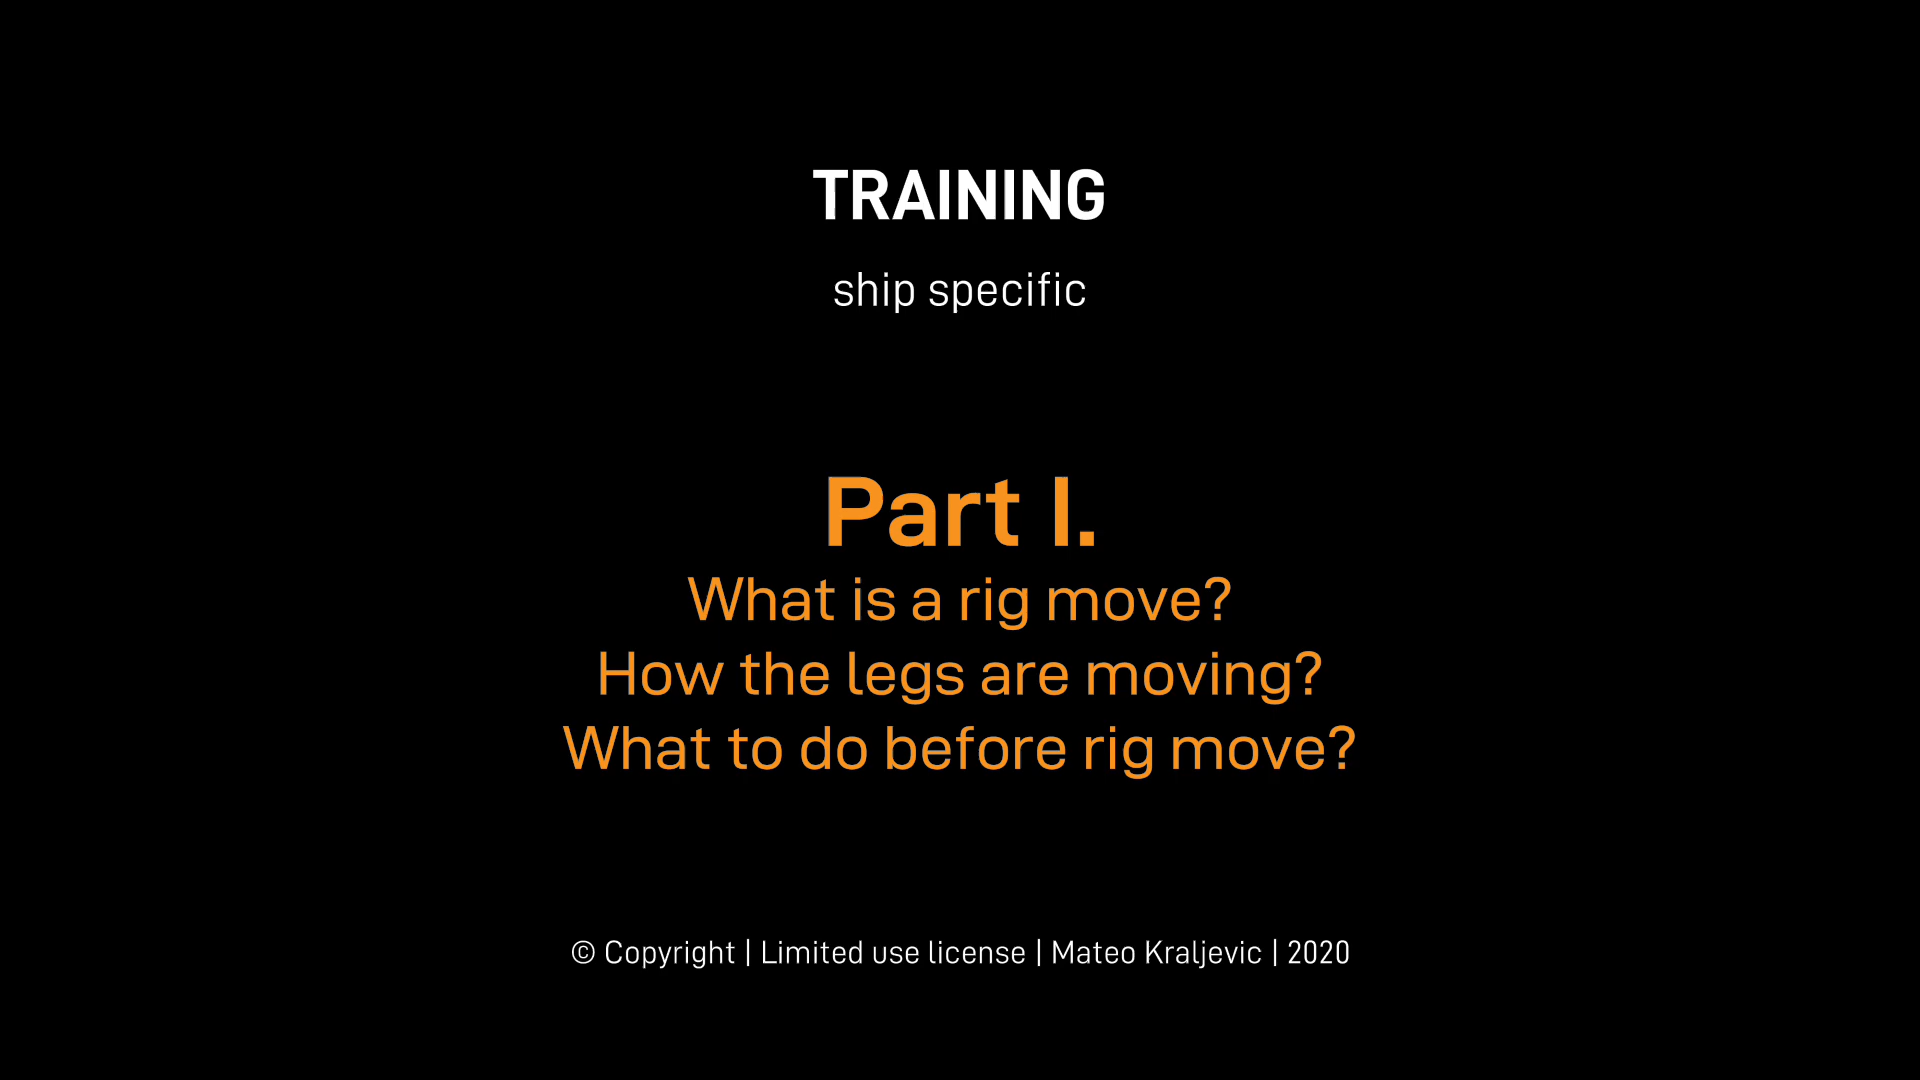 TRAINING
ship specific
Part I.
What is a rig move?
How the legs are moving?
What to do before rig move?
© Copyright | Limited use license | Mateo Kraljevic | 2020